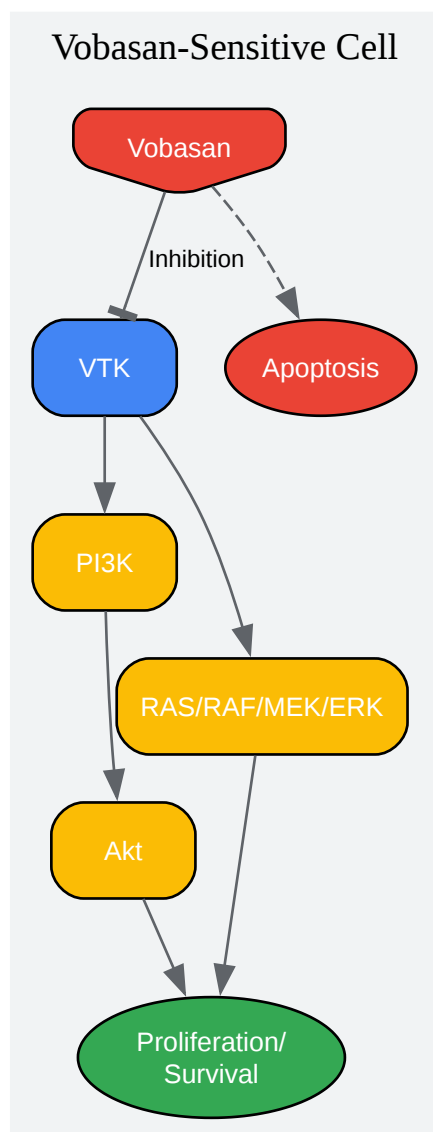 Vobasan-Sensitive Cell
Vobasan
Inhibition
VTK
Apoptosis
PI3K
RAS/RAF/MEK/ERK
Akt
Proliferation/
Survival